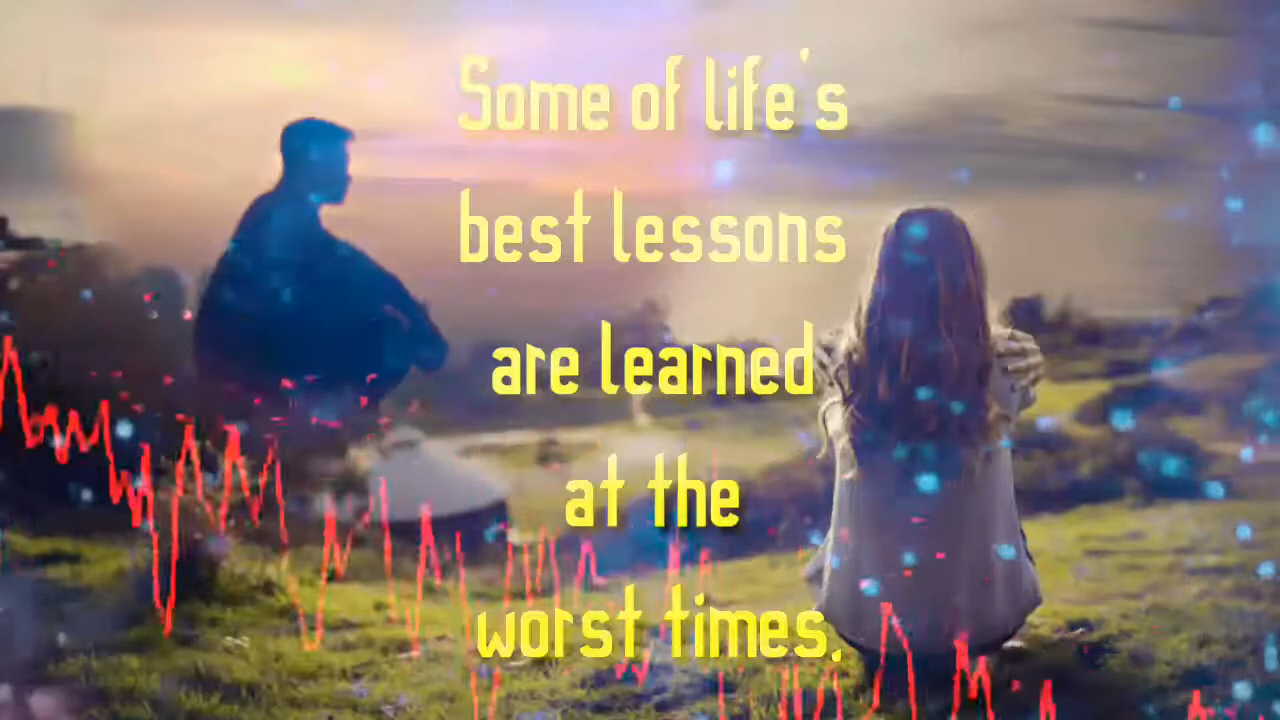 Some of life's
best lessons
are learned
at the
worst times.